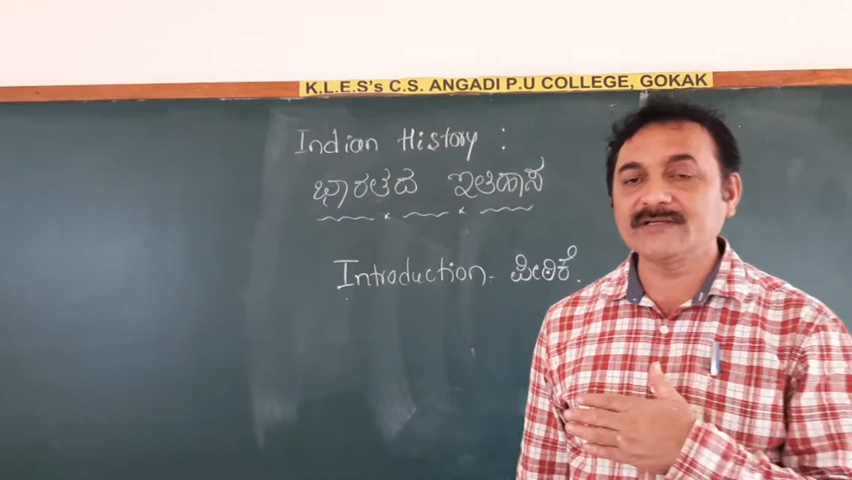 K.L.E.S's C.S. ANGADI P.U COLLEGE, GOKAK
Indian History :
ಭಾರತದ ಇತಿಹಾಸ
Introduction - ಪೀಠಿಕೆ.